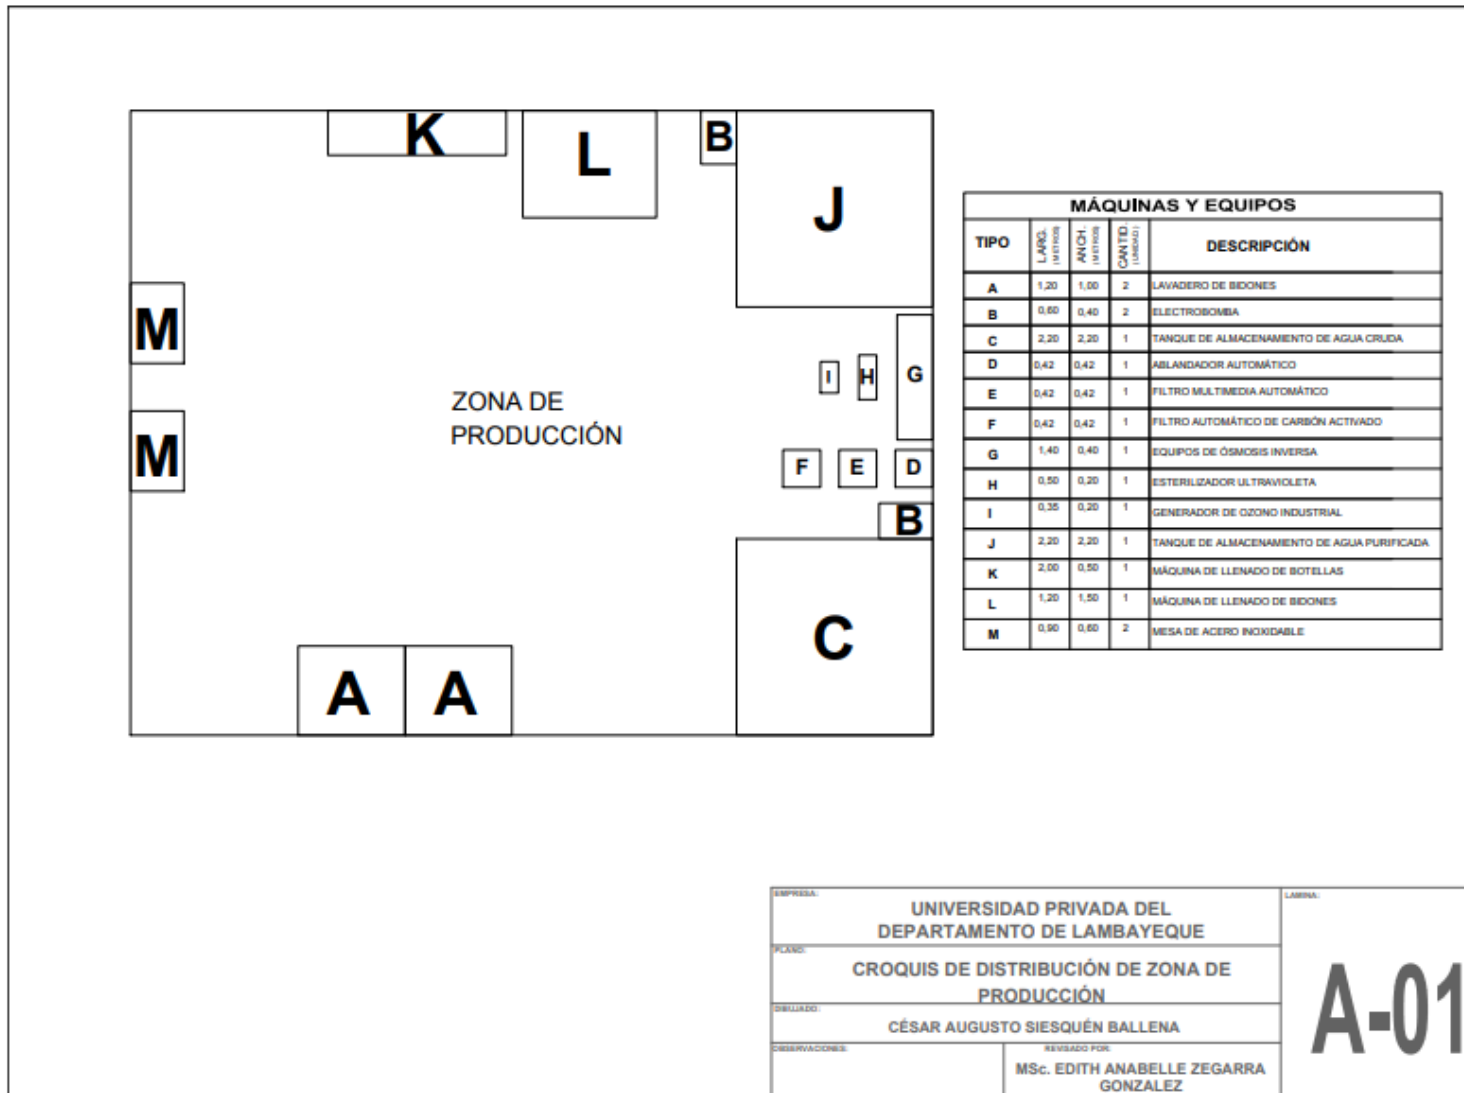 K
L
B
J
M
M
ZONA DE
PRODUCCIÓN
I
H
G
F
E
D
B
C
A
A
MÁQUINAS Y EQUIPOS
TIPO LARG. (METROS) ANCH. (METROS) CANTID. (UNIDAD) DESCRIPCIÓN
A 1,20 1,00 2 LAVADERO DE BIDONES
B 0,60 0,40 2 ELECTROBOMBA
C 2,20 2,20 1 TANQUE DE ALMACENAMIENTO DE AGUA CRUDA
D 0,42 0,42 1 ABLANDADOR AUTOMÁTICO
E 0,42 0,42 1 FILTRO MULTIMEDIA AUTOMÁTICO
F 0,42 0,42 1 FILTRO AUTOMÁTICO DE CARBÓN ACTIVADO
G 1,40 0,40 1 EQUIPOS DE ÓSMOSIS INVERSA
H 0,50 0,20 1 ESTERILIZADOR ULTRAVIOLETA
I 0,35 0,20 1 GENERADOR DE OZONO INDUSTRIAL
J 2,20 2,20 1 TANQUE DE ALMACENAMIENTO DE AGUA PURIFICADA
K 2,00 0,50 1 MÁQUINA DE LLENADO DE BOTELLAS
L 1,20 1,50 1 MÁQUINA DE LLENADO DE BIDONES
M 0,90 0,60 2 MESA DE ACERO INOXIDABLE
EMPRESA:
UNIVERSIDAD PRIVADA DEL
DEPARTAMENTO DE LAMBAYEQUE
PLANO:
CROQUIS DE DISTRIBUCIÓN DE ZONA DE
PRODUCCIÓN
DIBUJADO:
CÉSAR AUGUSTO SIESQUÉN BALLENA
OBSERVACIONES:
REVISADO POR:
MSc. EDITH ANABELLE ZEGARRA
GONZALEZ
LAMINA:
A-01